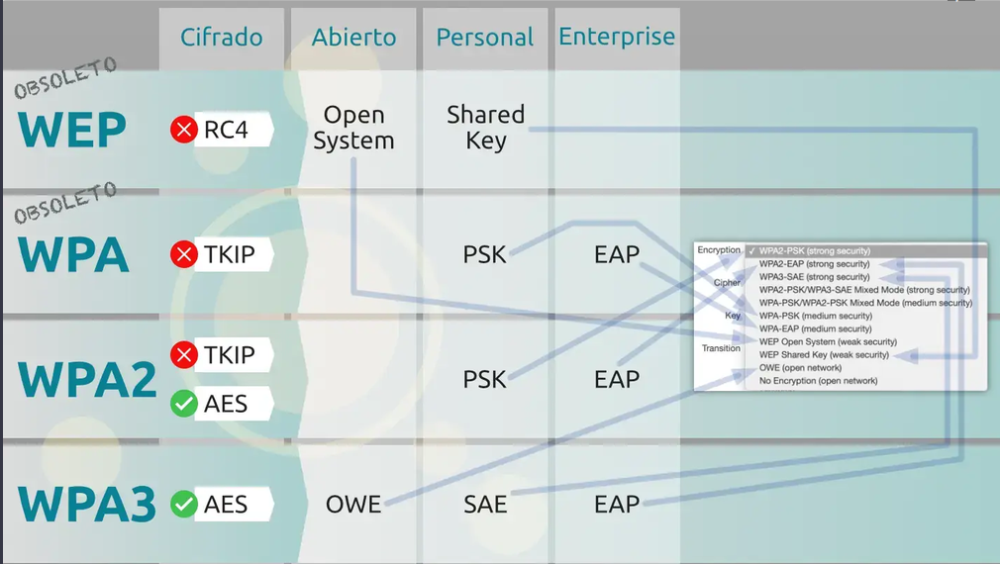 Cifrado
Abierto
Personal
Enterprise
OBSOLETO
WEP
RC4
Open
System
Shared
Key
OBSOLETO
WPA
TKIP
PSK
EAP
WPA2
TKIP
AES
PSK
EAP
WPA3
AES
OWE
SAE
EAP
Encryption
Cipher
Key
Transition
✓ WPA2-PSK (strong security)
WPA2-EAP (strong security)
WPA3-SAE (strong security)
WPA2-PSK/WPA3-SAE Mixed Mode (strong security)
WPA-PSK/WPA2-PSK Mixed Mode (medium security)
WPA-PSK (medium security)
WPA-EAP (medium security)
WEP Open System (weak security)
WEP Shared Key (weak security)
OWE (open network)
No Encryption (open network)